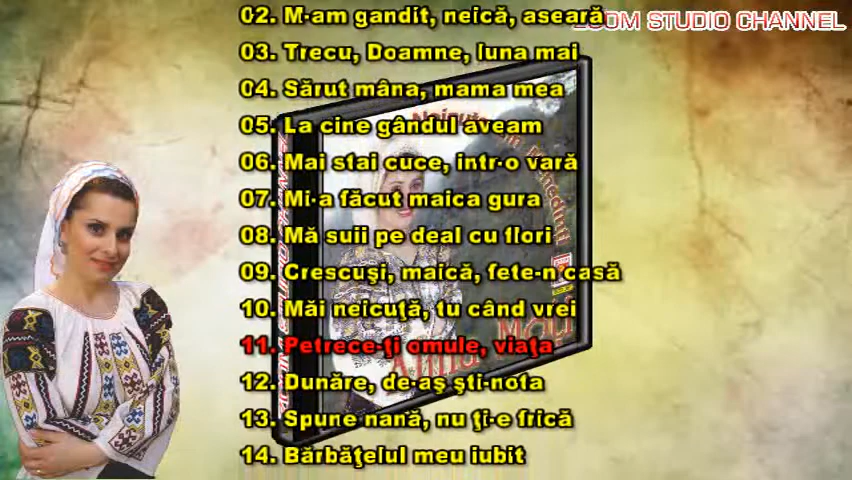 02. M-am gandit, neică, aseară
ZOOM STUDIO CHANNEL
03. Trecu, Doamne, luna mai
04. Sărut mâna, mama mea
05. La cine gândul aveam
06. Mai stai cuce, intr-o vară
07. Mi-a făcut maica gura
08. Mă suii pe deal cu flori
09. Crescuşi, maică, fete-n casă
10. Măi neicuţă, tu când vrei
11. Petrece-ţi omule, viaţa
12. Dunăre, de-aş şti-nota
13. Spune nană, nu ţi-e frică
14. Bărbăţelul meu iubit